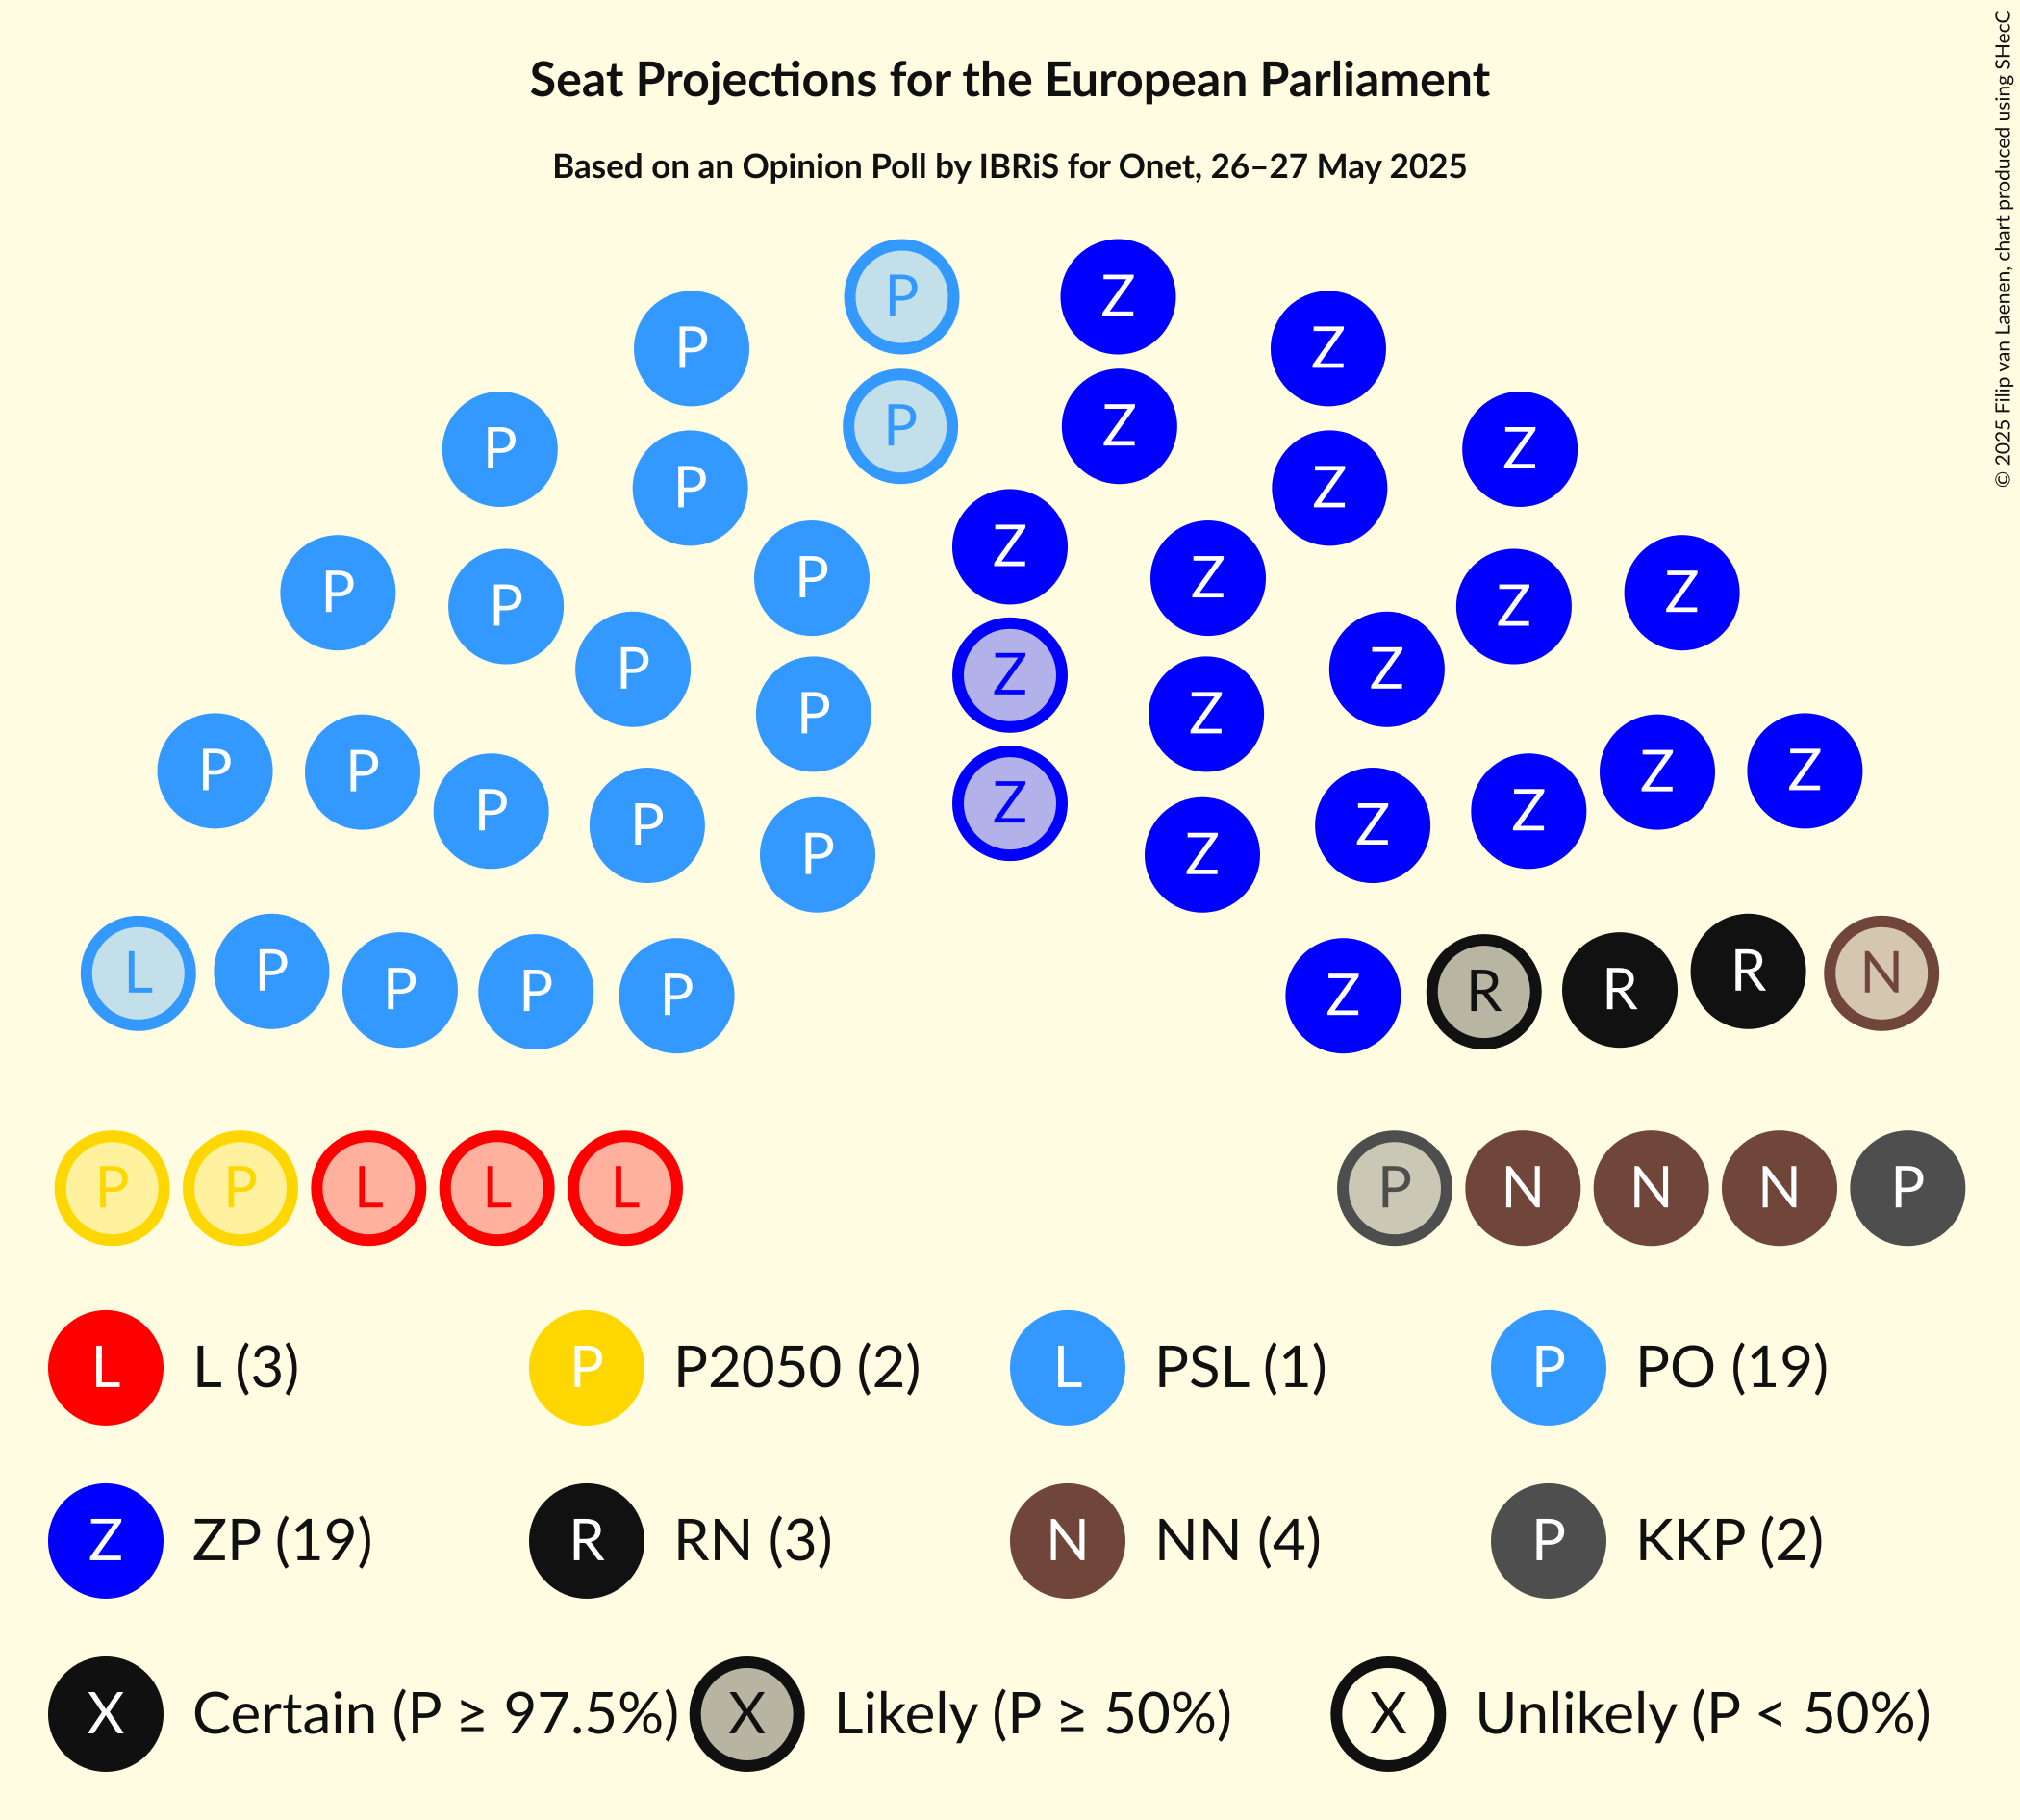 Seat Projections for the European Parliament
Based on an Opinion Poll by IBRiS for Onet, 26–27 May 2025
© 2025 Filip van Laenen, chart produced using SHecC
P Z
P Z
P Z
P Z
P Z
P Z
Z
P Z
P P Z Z
P Z
Z
P Z
P P Z Z
P P Z Z
Z
P Z
L P P P P Z R R R N
P P L L L P N N N P
L L (3) P P2050 (2) L PSL (1) P PO (19)
Z ZP (19) R RN (3) N NN (4) P KKP (2)
X Certain (P ≥ 97.5%) X Likely (P ≥ 50%) X Unlikely (P < 50%)